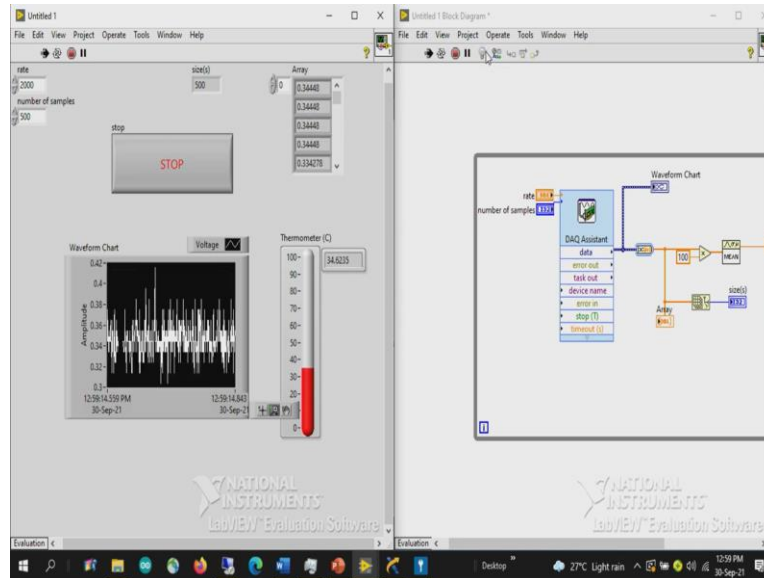 Untitled 1
File Edit View Project Operate Tools Window Help
rate
2000
number of samples
500
size(s)
500
Array
0
0.34448
0.34448
0.34448
0.34448
0.334278
stop
STOP
Waveform Chart
Voltage
Amplitude
0.42
0.4
0.38
0.36
0.34
0.32
0.3
12:59:14.559 PM
30-Sep-21
12:59:14.843
30-Sep-21
Thermometer (C)
34.6235
100
90
80
70
60
50
40
30
20
0
NATIONAL
INSTRUMENTS
LabVIEW Evaluation Software
Evaluation
Untitled 1 Block Diagram *
File Edit View Project Operate Tools Window Help
Waveform Chart
rate
number of samples
DAQ Assistant
data
error out
task out
device name
error in
stop (T)
timeout (s)
100
MEAN
size(s)
Array
i
NATIONAL
INSTRUMENTS
LabVIEW Evaluation Software
Evaluation
Desktop
27°C Light rain
12:59 PM
30-Sep-21